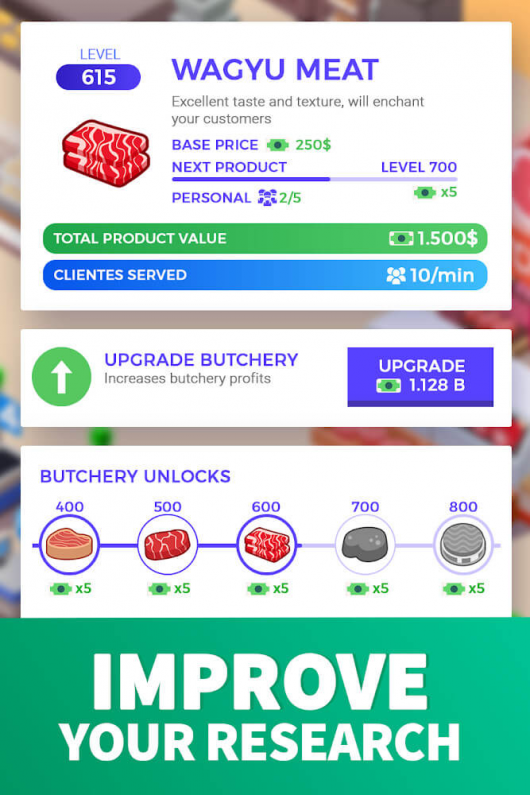 LEVEL
615
WAGYU MEAT
Excellent taste and texture, will enchant
your customers
BASE PRICE 250$
NEXT PRODUCT LEVEL 700
x5
PERSONAL 2/5
TOTAL PRODUCT VALUE 1.500$
CLIENTES SERVED 10/min
UPGRADE BUTCHERY
Increases butchery profits
UPGRADE
1.128 B
BUTCHERY UNLOCKS
400 500 600 700 800
x5 x5 x5 x5 x5
IMPROVE
YOUR RESEARCH